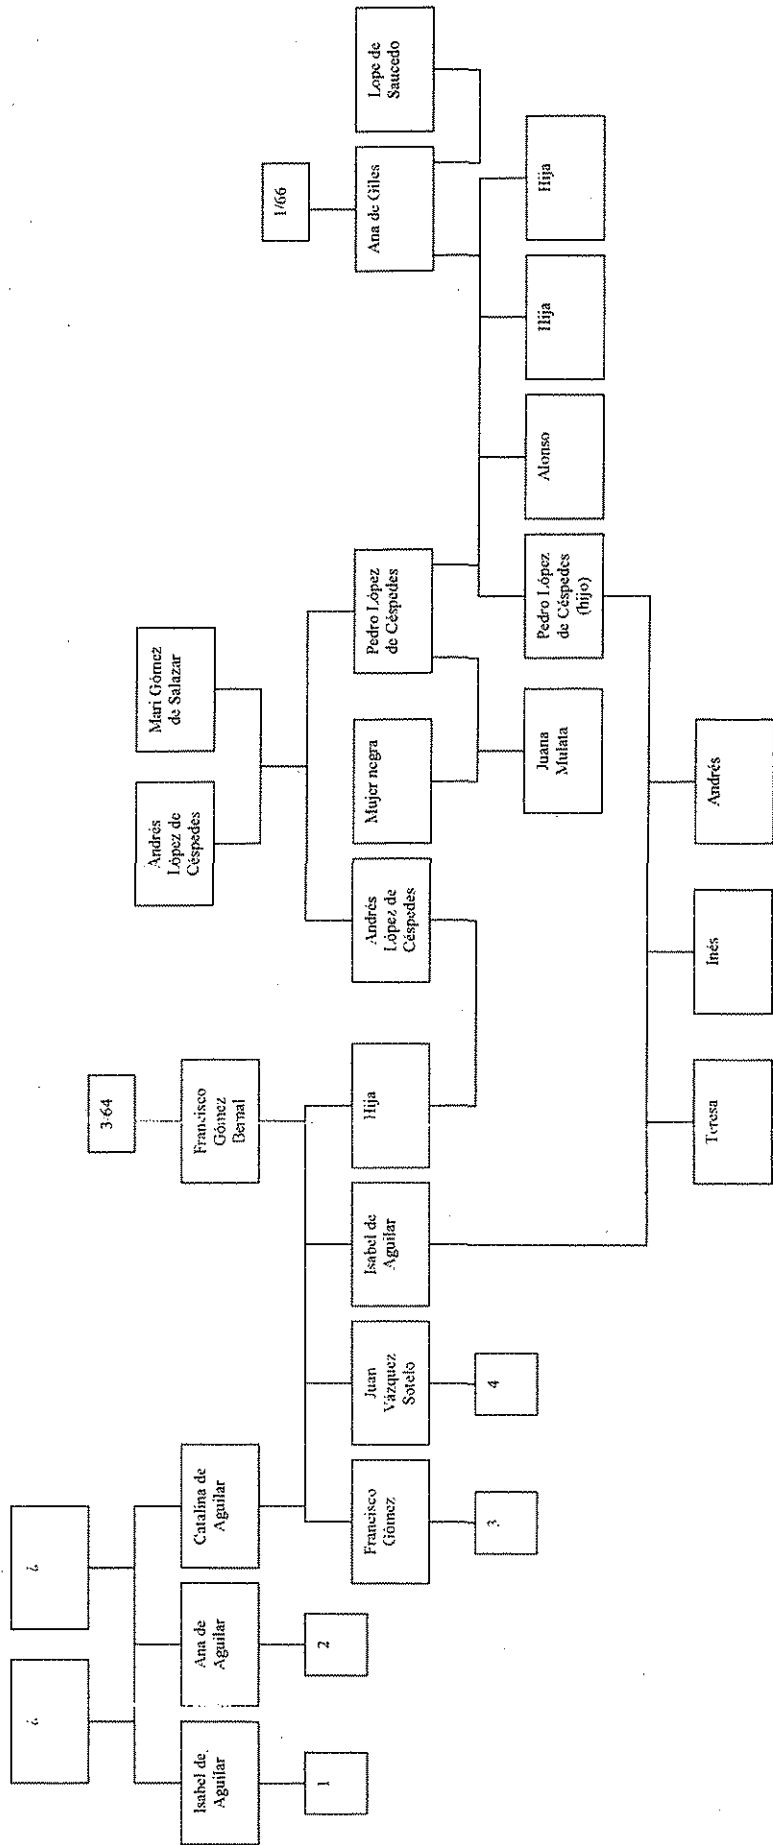 ¿
¿
Isabel de
Aguilar
Ana de
Aguilar
Catalina de
Aguilar
3-64
Francisco
Gómez
Bernal
Andrés
López de
Céspedes
Mari Gómez
de Salazar
1/66
1
2
Francisco
Gómez
Juan
Vázquez
Sotelo
Isabel de
Aguilar
Hija
Andrés
López de
Céspedes
Mujer negra
Pedro López
de Céspedes
Ana de Giles
Lope de
Saucedo
3
4
Juana
Mulata
Pedro López
de Céspedes
(hijo)
Alonso
Hija
Hija
Teresa
Inés
Andrés